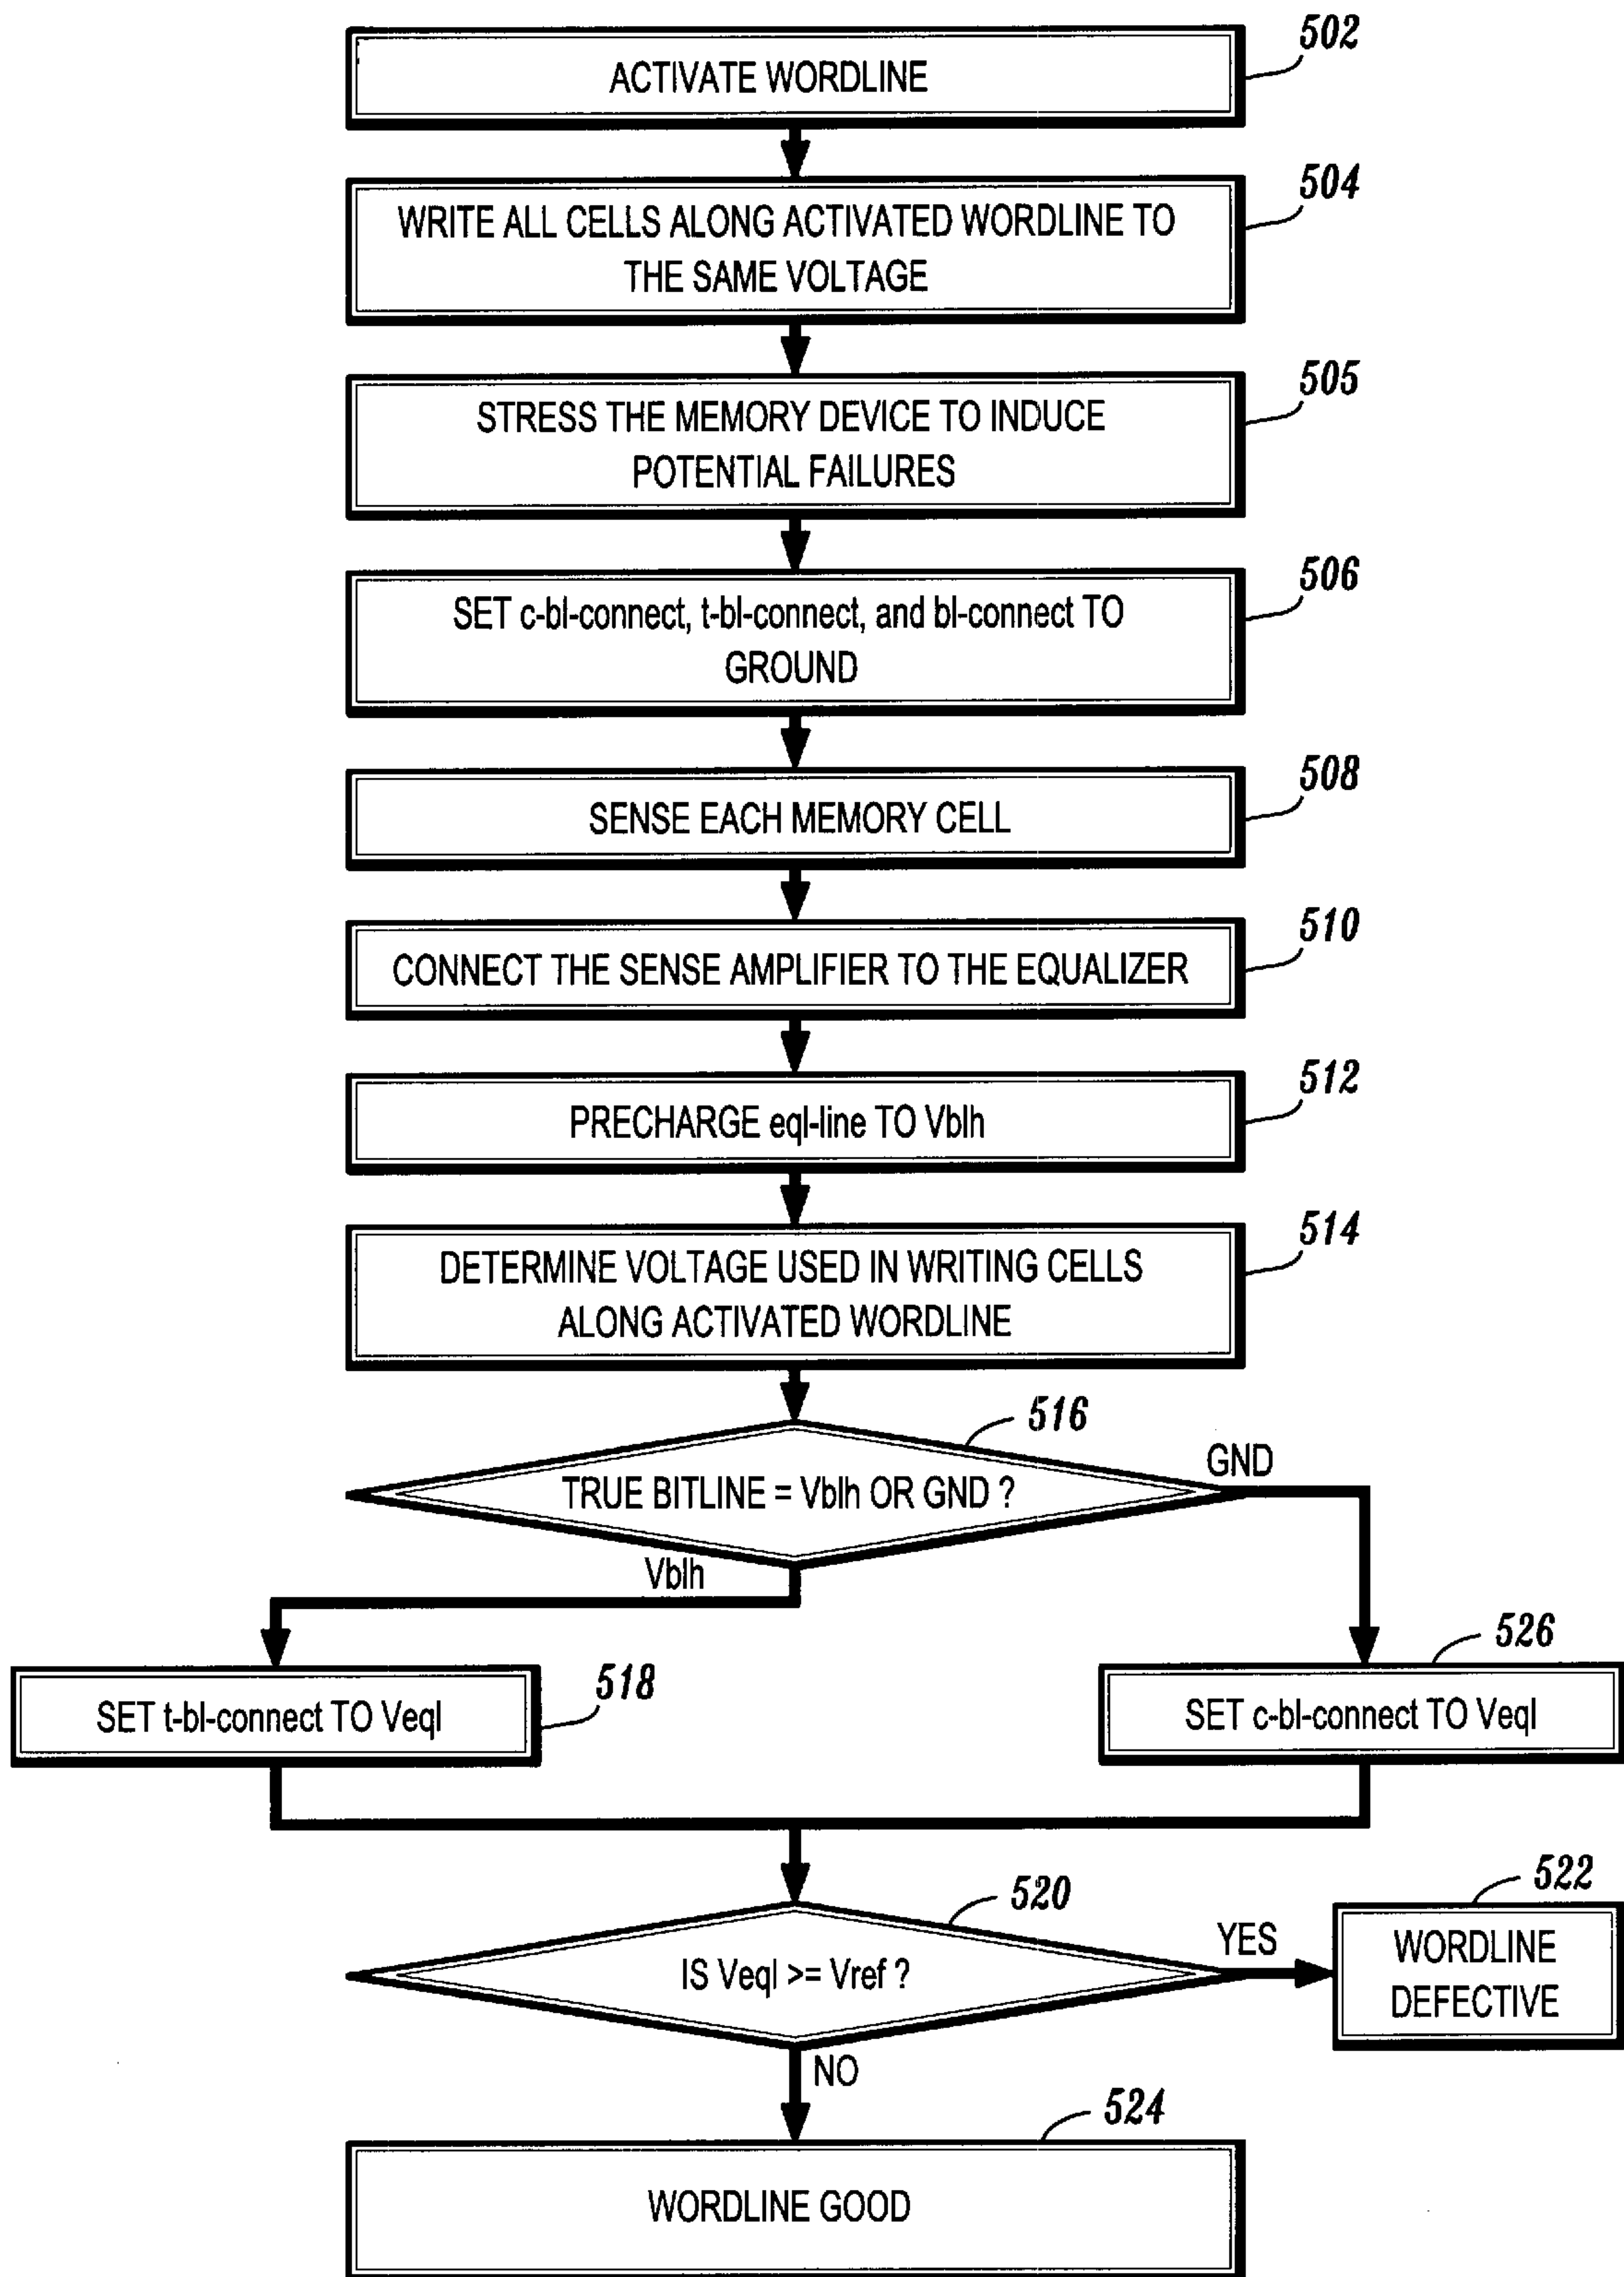 502
ACTIVATE WORDLINE
504
WRITE ALL CELLS ALONG ACTIVATED WORDLINE TO
THE SAME VOLTAGE
505
STRESS THE MEMORY DEVICE TO INDUCE
POTENTIAL FAILURES
506
SET c-bl-connect, t-bl-connect, and bl-connect TO
GROUND
508
SENSE EACH MEMORY CELL
510
CONNECT THE SENSE AMPLIFIER TO THE EQUALIZER
512
PRECHARGE eql-line TO Vblh
514
DETERMINE VOLTAGE USED IN WRITING CELLS
ALONG ACTIVATED WORDLINE
516
GND
TRUE BITLINE = Vblh OR GND ?
Vblh
518
SET t-bl-connect TO Veql
526
SET c-bl-connect TO Veql
520
IS Veql >= Vref ?
YES
522
WORDLINE
DEFECTIVE
NO
524
WORDLINE GOOD